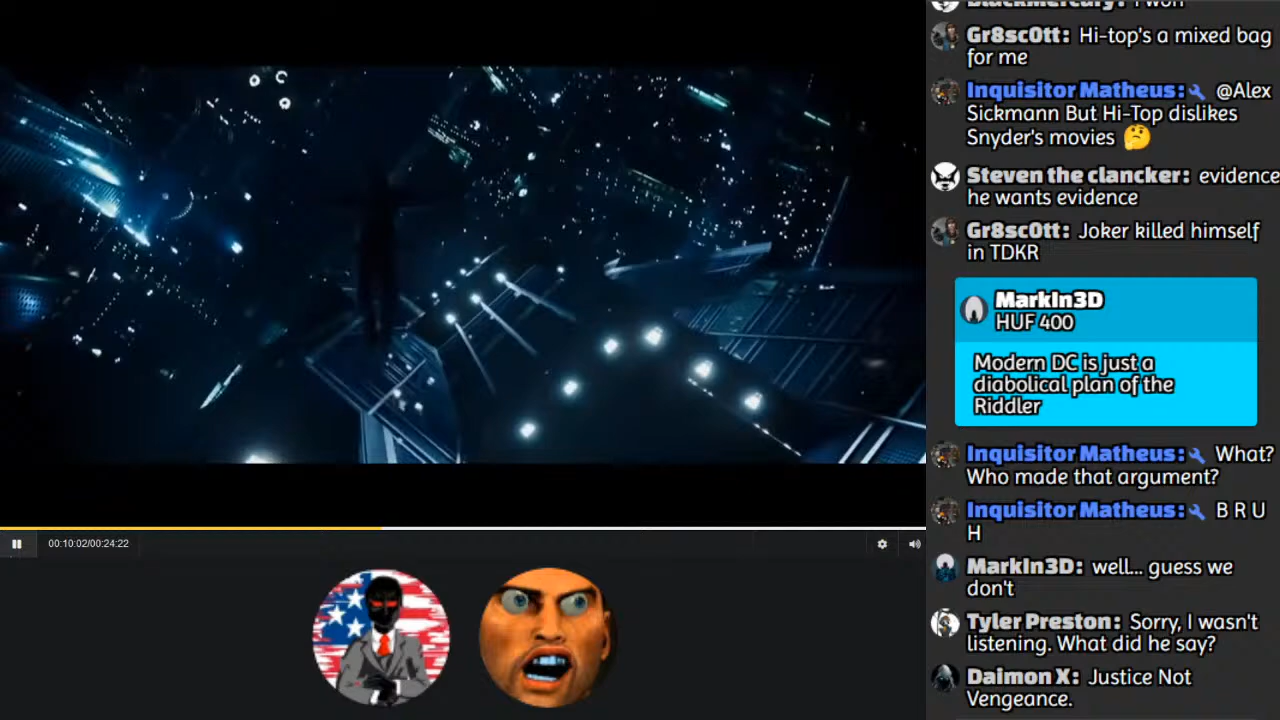 BlackMercury: I won
Gr8sc0tt: Hi-top's a mixed bag
for me
Inquisitor Matheus: @Alex
Sickmann But Hi-Top dislikes
Snyder's movies 🤔
Steven the clancker: evidence
he wants evidence
Gr8sc0tt: Joker killed himself
in TDKR
MarkIn3D
HUF 400
Modern DC is just a
diabolical plan of the
Riddler
Inquisitor Matheus: What?
Who made that argument?
Inquisitor Matheus: B R U
H
MarkIn3D: well... guess we
don't
Tyler Preston: Sorry, I wasn't
listening. What did he say?
Daimon X: Justice Not
Vengeance.
00:10:02/00:24:22